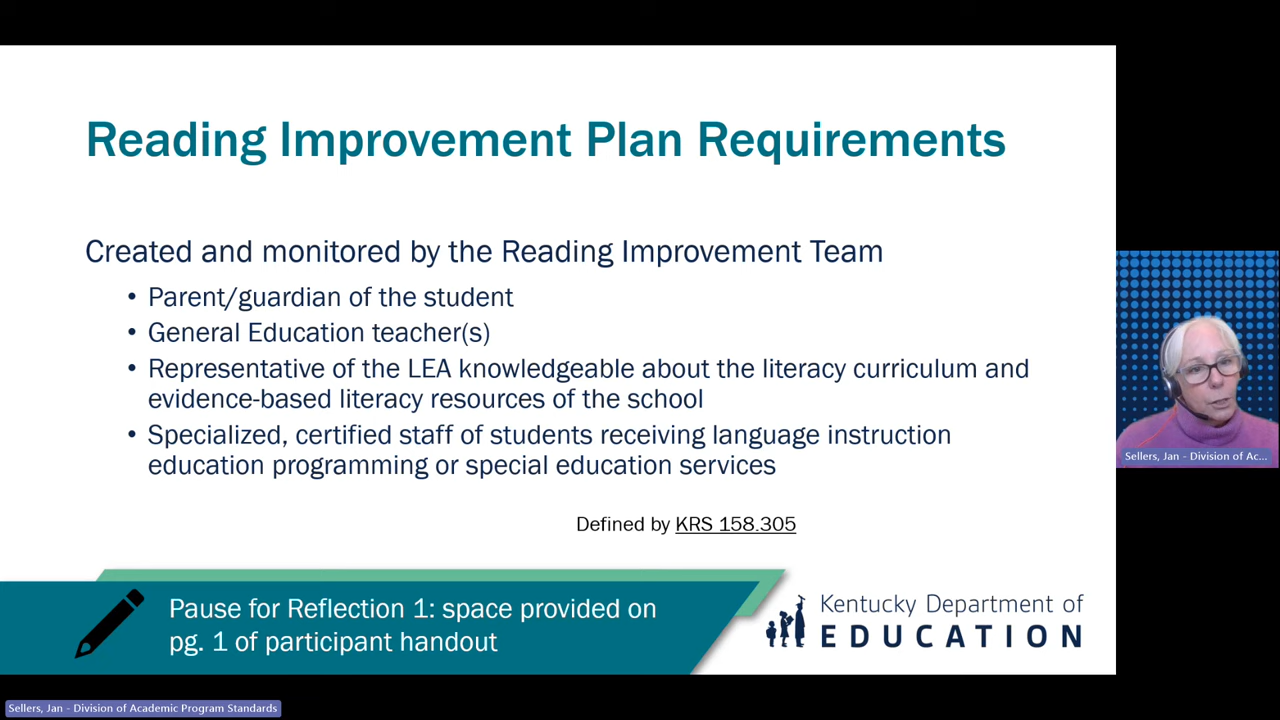 Reading Improvement Plan Requirements
Created and monitored by the Reading Improvement Team
• Parent/guardian of the student
• General Education teacher(s)
• Representative of the LEA knowledgeable about the literacy curriculum and
evidence-based literacy resources of the school
• Specialized, certified staff of students receiving language instruction
education programming or special education services
Defined by KRS 158.305
Pause for Reflection 1: space provided on
pg. 1 of participant handout
Kentucky Department of
EDUCATION
Sellers, Jan - Division of Ac...
Sellers, Jan - Division of Academic Program Standards